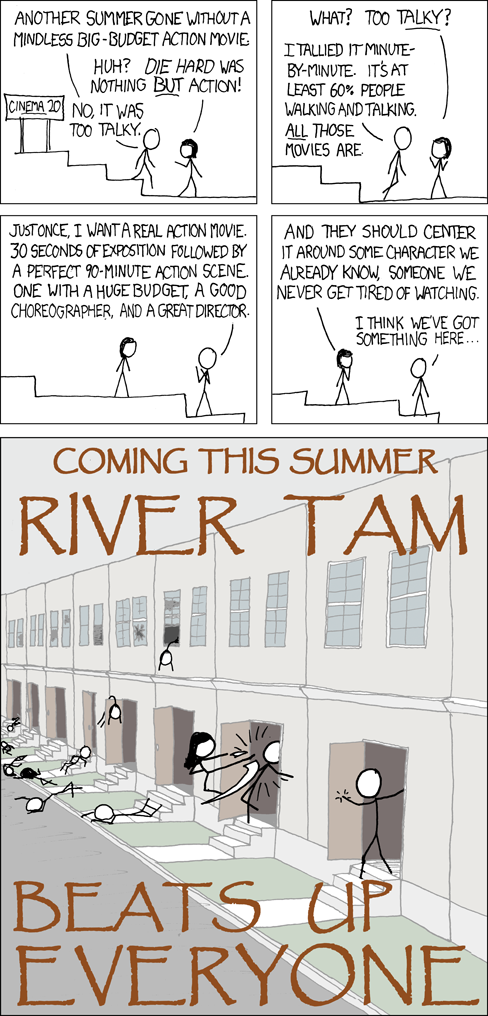 ANOTHER SUMMER GONE WITHOUT A
MINDLESS BIG-BUDGET ACTION MOVIE.
HUH? DIE HARD WAS
NOTHING BUT ACTION!
CINEMA 20
NO, IT WAS
TOO TALKY.
WHAT? TOO TALKY?
I TALLIED IT MINUTE-
BY-MINUTE. IT'S AT
LEAST 60% PEOPLE
WALKING AND TALKING.
ALL THOSE
MOVIES ARE.
JUST ONCE, I WANT A REAL ACTION MOVIE.
30 SECONDS OF EXPOSITION FOLLOWED BY
A PERFECT 90-MINUTE ACTION SCENE.
ONE WITH A HUGE BUDGET, A GOOD
CHOREOGRAPHER, AND A GREAT DIRECTOR.
AND THEY SHOULD CENTER
IT AROUND SOME CHARACTER WE
ALREADY KNOW, SOMEONE WE
NEVER GET TIRED OF WATCHING.
I THINK WE'VE GOT
SOMETHING HERE...
COMING THIS SUMMER
RIVER TAM
BEATS UP
EVERYONE